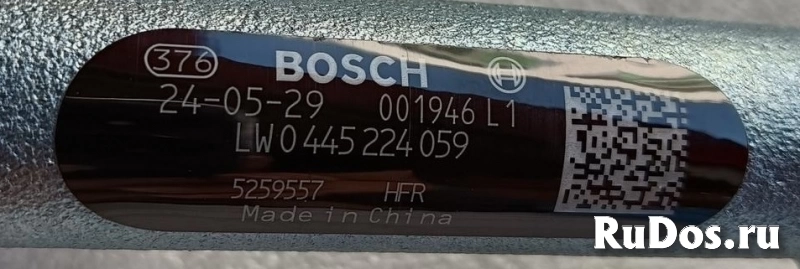 376 BOSCH
24-05-29 001946 L1
LW 0 445 224 059
5259557 HFR
Made in China
RuDos.ru